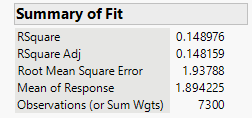 Summary of Fit
RSquare 0.148976
RSquare Adj 0.148159
Root Mean Square Error 1.93788
Mean of Response 1.894225
Observations (or Sum Wgts) 7300